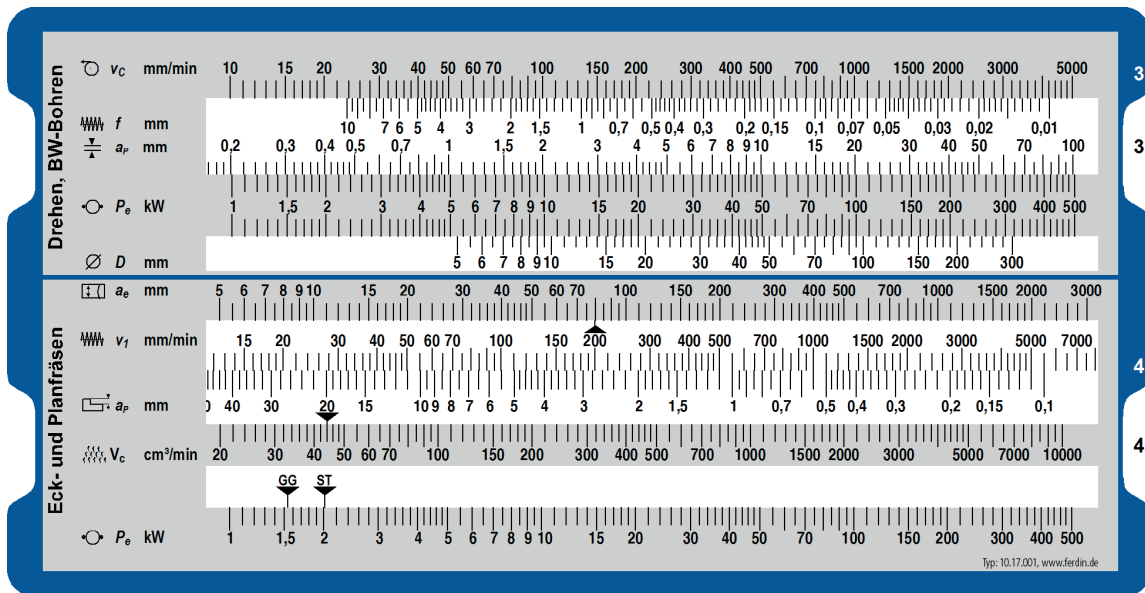 Drehen, BW-Bohren
vC mm/min 10 15 20 30 40 50 60 70 100 150 200 300 400 500 700 1000 1500 2000 3000 5000
3
f mm 10 7 6 5 4 3 2 1,5 1 0,7 0,5 0,4 0,3 0,2 0,15 0,1 0,07 0,05 0,03 0,02 0,01
aP mm 0,2 0,3 0,4 0,5 0,7 1 1,5 2 3 4 5 6 7 8 9 10 15 20 30 40 50 70 100
3
Pe kW 1 1,5 2 3 4 5 6 7 8 9 10 15 20 30 40 50 70 100 150 200 300 400 500
D mm 5 6 7 8 9 10 15 20 30 40 50 70 100 150 200 300
Eck- und Planfräsen
ae mm 5 6 7 8 9 10 15 20 30 40 50 60 70 100 150 200 300 400 500 700 1000 1500 2000 3000
v1 mm/min 15 20 30 40 50 60 70 100 150 200 300 400 500 700 1000 1500 2000 3000 5000 7000
4
aP mm 0 40 30 20 15 10 9 8 7 6 5 4 3 2 1,5 1 0,7 0,5 0,4 0,3 0,2 0,15 0,1
Vc cm³/min 20 30 40 50 60 70 100 150 200 300 400 500 700 1000 1500 2000 3000 5000 7000 10000
4
GG ST
Pe kW 1 1,5 2 3 4 5 6 7 8 9 10 15 20 30 40 50 70 100 150 200 300 400 500
Typ: 10.17.001, www.ferdin.de